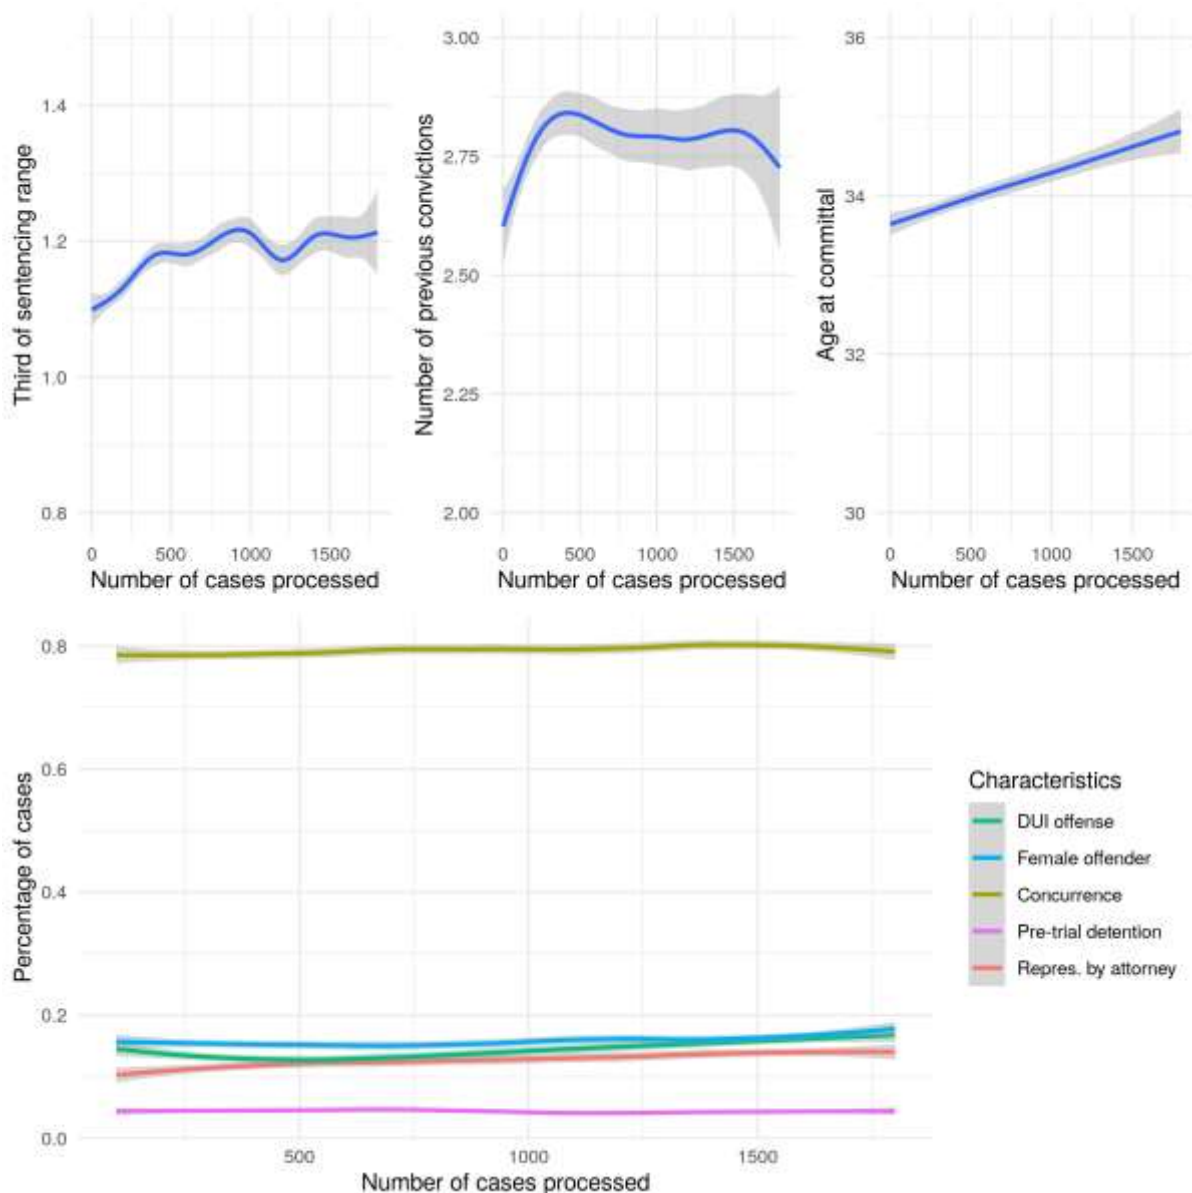 Third of sentencing range
1.4
1.2
1.0
0.8
0
500
1000
1500
Number of cases processed
Number of previous convictions
3.00
2.75
2.50
2.25
2.00
0
500
1000
1500
Number of cases processed
Age at committal
36
34
32
30
0
500
1000
1500
Number of cases processed
Percentage of cases
0.8
0.6
0.4
0.2
0.0
500
1000
1500
Number of cases processed
Characteristics
DUI offense
Female offender
Concurrence
Pre-trial detention
Repres. by attorney